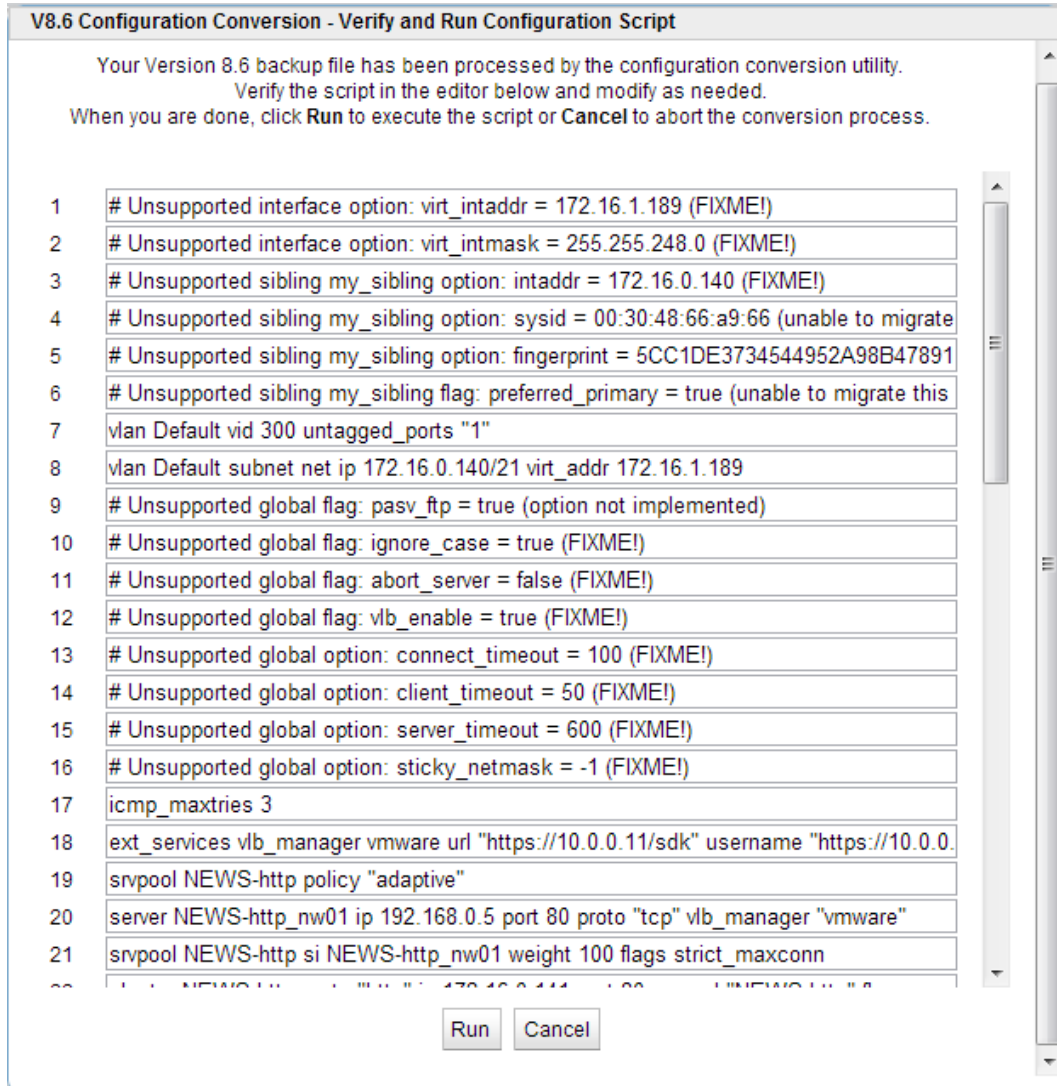 V8.6 Configuration Conversion - Verify and Run Configuration Script
Your Version 8.6 backup file has been processed by the configuration conversion utility.
Verify the script in the editor below and modify as needed.
When you are done, click Run to execute the script or Cancel to abort the conversion process.
1 # Unsupported interface option: virt_intaddr = 172.16.1.189 (FIXME!)
2 # Unsupported interface option: virt_intmask = 255.255.248.0 (FIXME!)
3 # Unsupported sibling my_sibling option: intaddr = 172.16.0.140 (FIXME!)
4 # Unsupported sibling my_sibling option: sysid = 00:30:48:66:a9:66 (unable to migrate
5 # Unsupported sibling my_sibling option: fingerprint = 5CC1DE3734544952A98B47891
6 # Unsupported sibling my_sibling flag: preferred_primary = true (unable to migrate this
7 vlan Default vid 300 untagged_ports "1"
8 vlan Default subnet net ip 172.16.0.140/21 virt_addr 172.16.1.189
9 # Unsupported global flag: pasv_ftp = true (option not implemented)
10 # Unsupported global flag: ignore_case = true (FIXME!)
11 # Unsupported global flag: abort_server = false (FIXME!)
12 # Unsupported global flag: vlb_enable = true (FIXME!)
13 # Unsupported global option: connect_timeout = 100 (FIXME!)
14 # Unsupported global option: client_timeout = 50 (FIXME!)
15 # Unsupported global option: server_timeout = 600 (FIXME!)
16 # Unsupported global option: sticky_netmask = -1 (FIXME!)
17 icmp_maxtries 3
18 ext_services vlb_manager vmware url "https://10.0.0.11/sdk" username "https://10.0.0.
19 srvpool NEWS-http policy "adaptive"
20 server NEWS-http_nw01 ip 192.168.0.5 port 80 proto "tcp" vlb_manager "vmware"
21 srvpool NEWS-http si NEWS-http_nw01 weight 100 flags strict_maxconn
Run Cancel